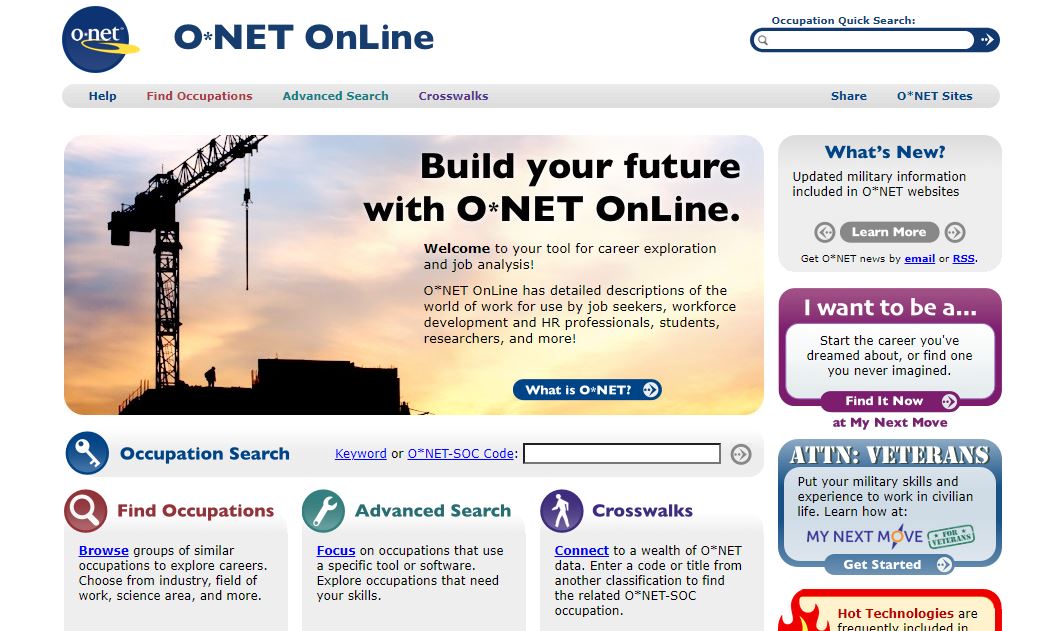 o·net
O*NET OnLine
Occupation Quick Search:
Help Find Occupations Advanced Search Crosswalks Share O*NET Sites
Build your future
with O*NET OnLine.
Welcome to your tool for career exploration
and job analysis!
O*NET OnLine has detailed descriptions of the
world of work for use by job seekers, workforce
development and HR professionals, students,
researchers, and more!
What is O*NET?
What's New?
Updated military information
included in O*NET websites
Learn More
Get O*NET news by email or RSS.
I want to be a...
Start the career you've
dreamed about, or find one
you never imagined.
Find It Now
at My Next Move
ATTN: VETERANS
Put your military skills and
experience to work in civilian
life. Learn how at:
MY NEXT MOVE
FOR
VETERANS
Get Started
Hot Technologies are
frequently included in
Occupation Search Keyword or O*NET-SOC Code:
Find Occupations
Browse groups of similar
occupations to explore careers.
Choose from industry, field of
work, science area, and more.
Advanced Search
Focus on occupations that use
a specific tool or software.
Explore occupations that need
your skills.
Crosswalks
Connect to a wealth of O*NET
data. Enter a code or title from
another classification to find
the related O*NET-SOC
occupation.